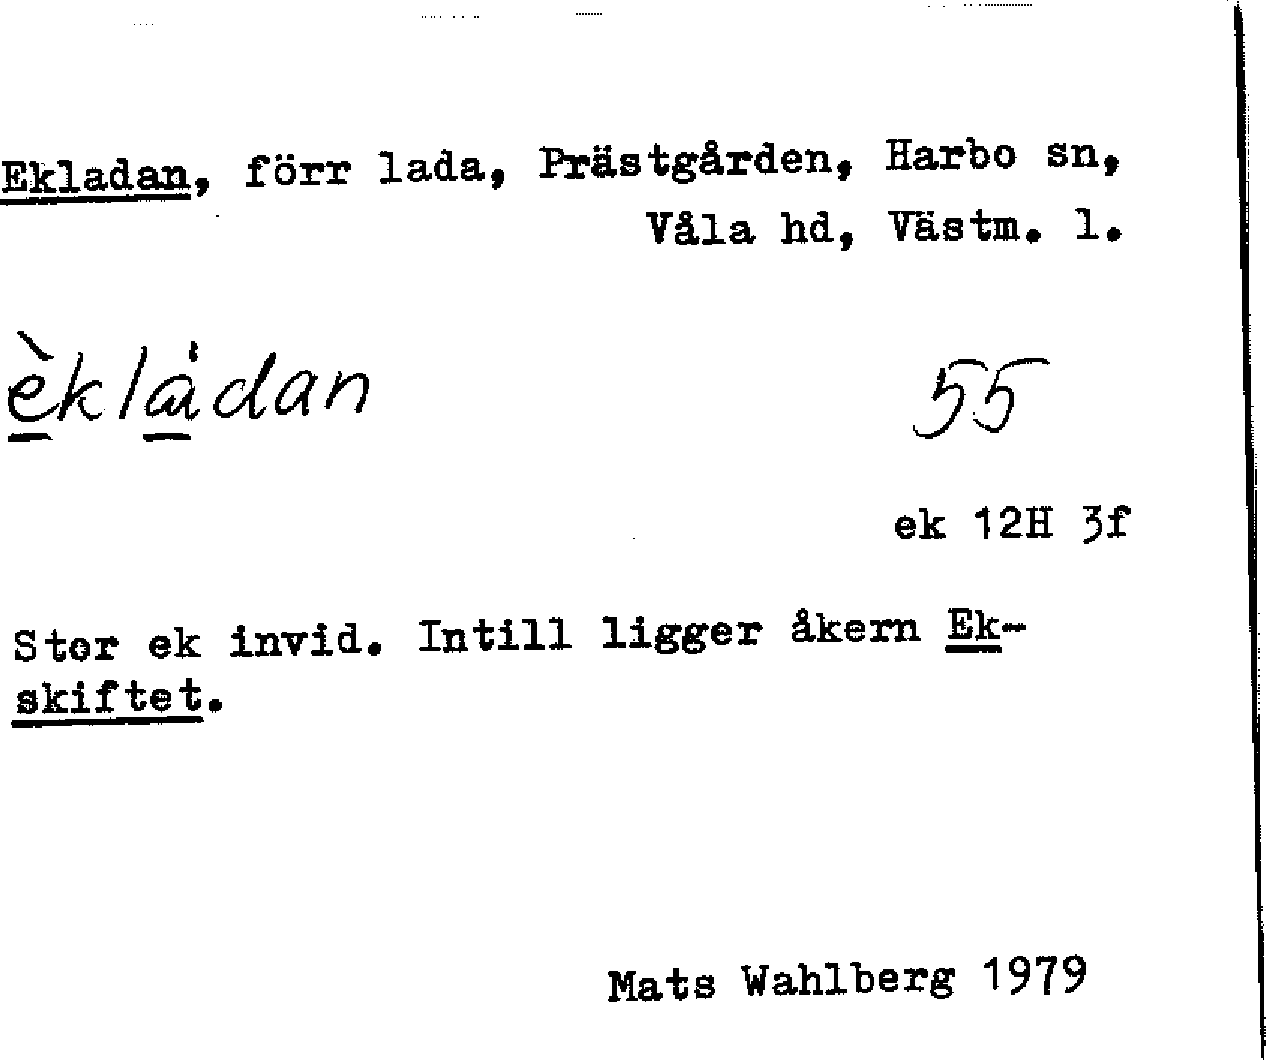 Ekladan, förr lada, Prästgården, Harbo sn,
Våla hd, Västm. l.
èkladan 55
ek 12H 3f
Stor ek invid. Intill ligger åkern Ek-
skiftet.
Mats Wahlberg 1979